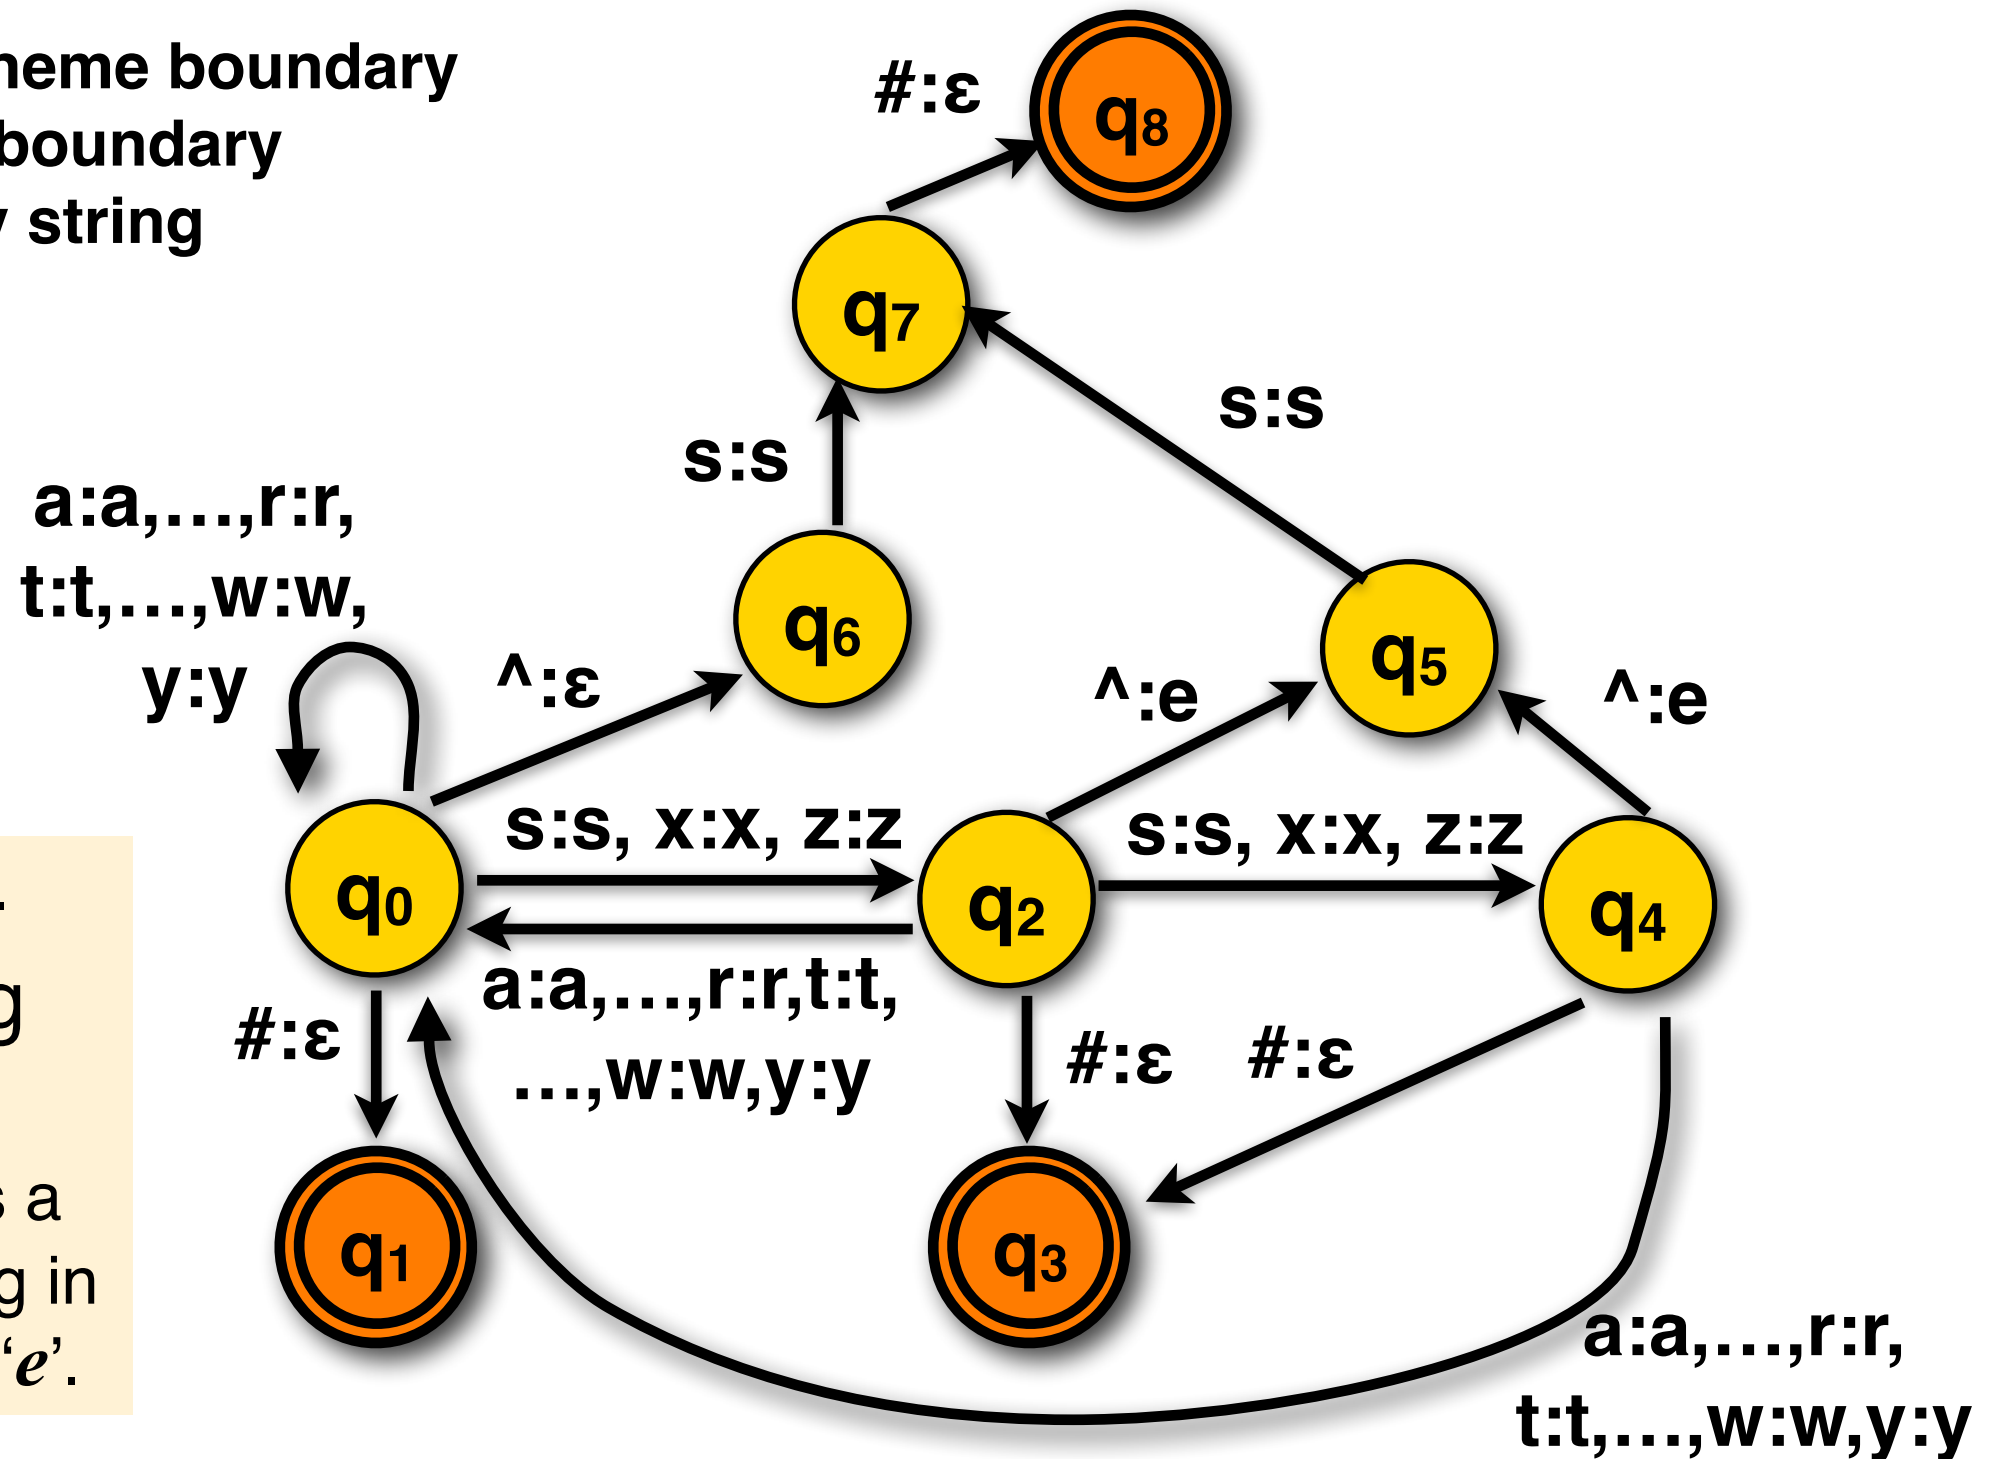 heme boundary
boundary
y string
#:ε
q8
q7
s:s
s:s
a:a,...,r:r,
t:t,...,w:w,
y:y
^:ε
q6
^:e
q5
^:e
s:s, x:x, z:z
s:s, x:x, z:z
q0
q2
q4
a:a,...,r:r,t:t,
...,w:w,y:y
#:ε
#:ε
#:ε
q1
q3
g
s a
g in
‘e’.
a:a,...,r:r,
t:t,...,w:w,y:y